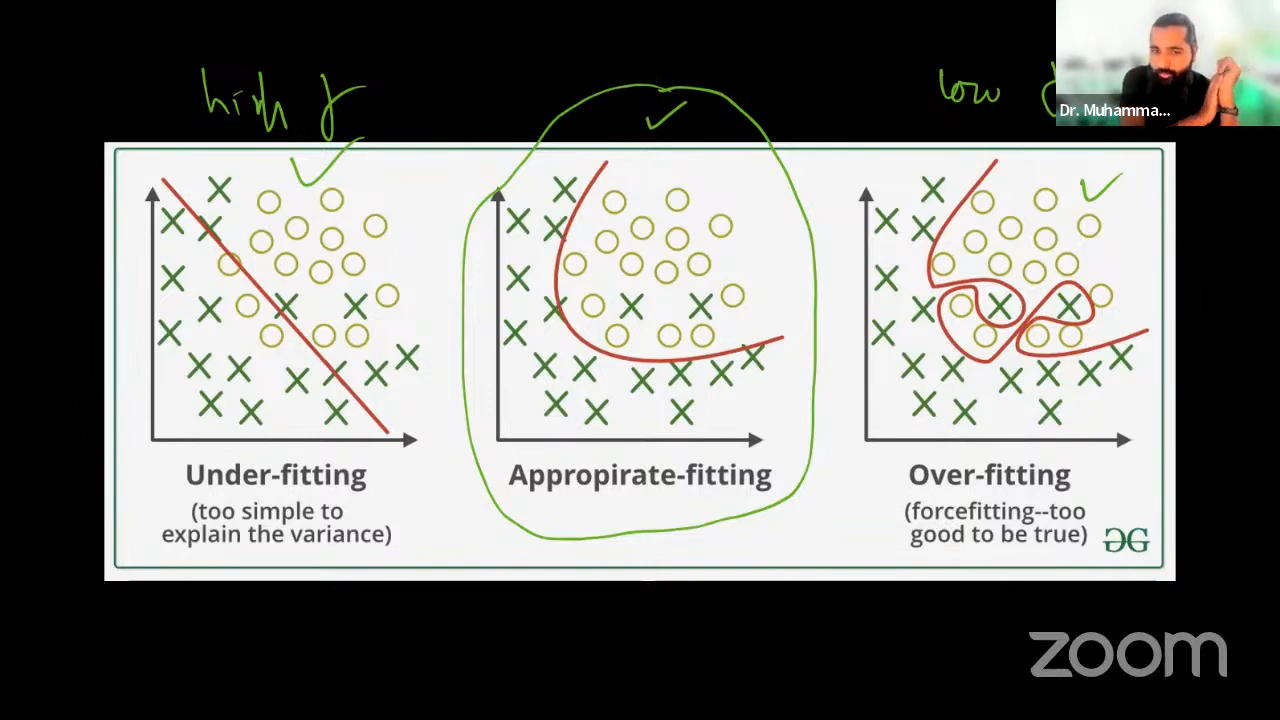 high
low
Dr. Muhamma...
Under-fitting
(too simple to
explain the variance)
Appropirate-fitting
Over-fitting
(forcefitting--too
good to be true)
zoom